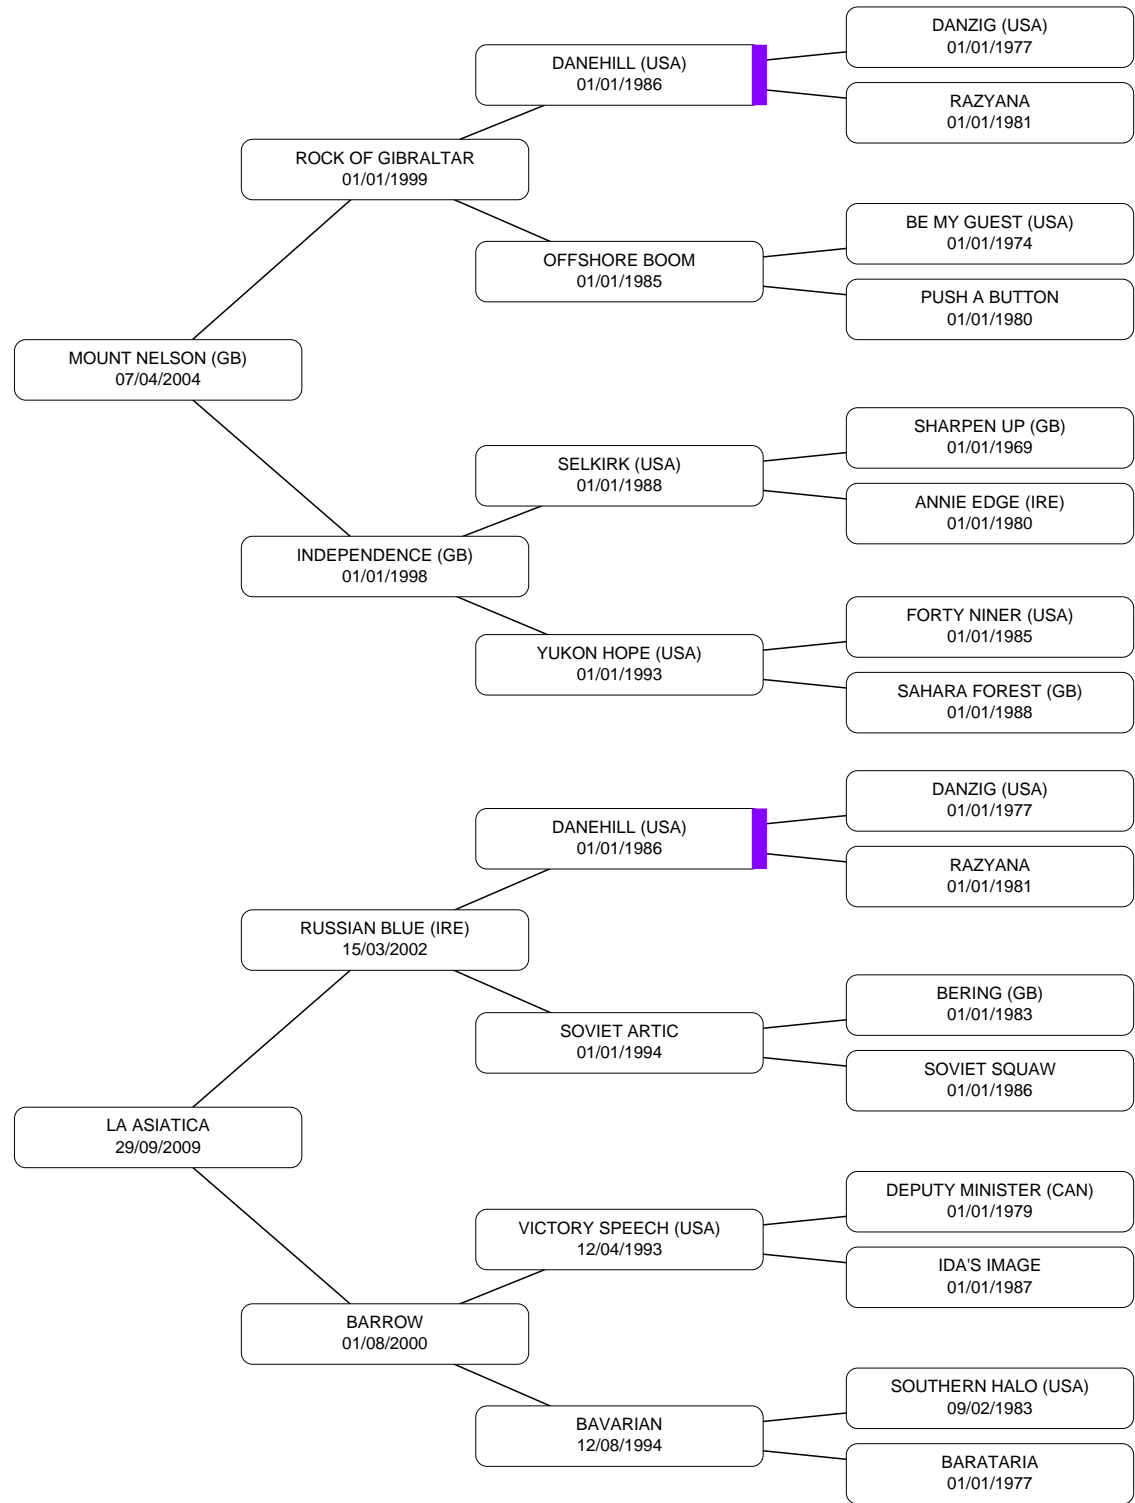 DANZIG (USA)
01/01/1977
DANEHILL (USA)
01/01/1986
RAZYANA
01/01/1981
ROCK OF GIBRALTAR
01/01/1999
BE MY GUEST (USA)
01/01/1974
OFFSHORE BOOM
01/01/1985
PUSH A BUTTON
01/01/1980
MOUNT NELSON (GB)
07/04/2004
SHARPEN UP (GB)
01/01/1969
SELKIRK (USA)
01/01/1988
ANNIE EDGE (IRE)
01/01/1980
INDEPENDENCE (GB)
01/01/1998
FORTY NINER (USA)
01/01/1985
YUKON HOPE (USA)
01/01/1993
SAHARA FOREST (GB)
01/01/1988
DANZIG (USA)
01/01/1977
DANEHILL (USA)
01/01/1986
RAZYANA
01/01/1981
RUSSIAN BLUE (IRE)
15/03/2002
BERING (GB)
01/01/1983
SOVIET ARTIC
01/01/1994
SOVIET SQUAW
01/01/1986
LA ASIATICA
29/09/2009
DEPUTY MINISTER (CAN)
01/01/1979
VICTORY SPEECH (USA)
12/04/1993
IDA'S IMAGE
01/01/1987
BARROW
01/08/2000
SOUTHERN HALO (USA)
09/02/1983
BAVARIAN
12/08/1994
BARATARIA
01/01/1977